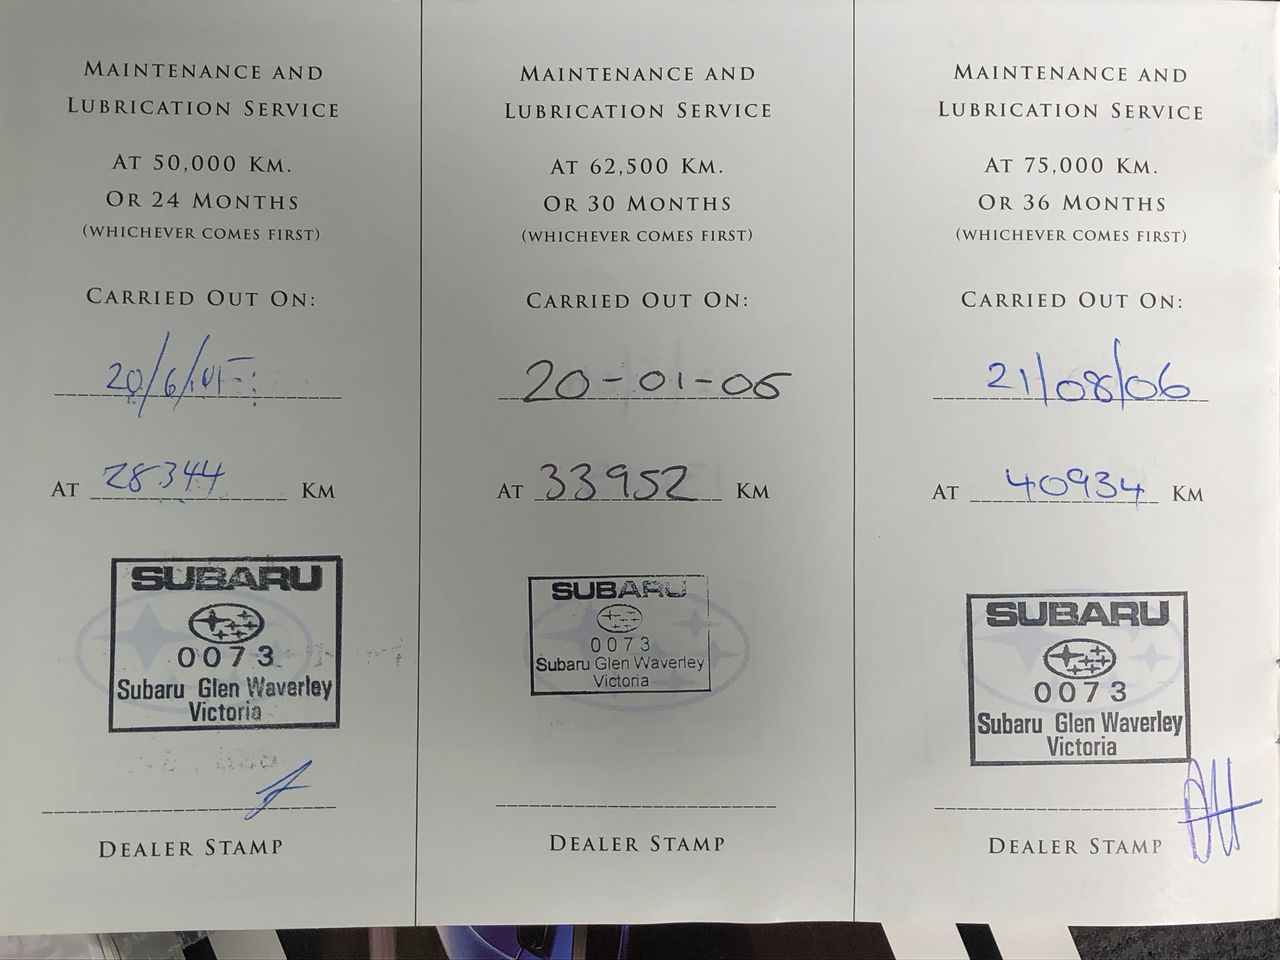 MAINTENANCE AND
LUBRICATION SERVICE
AT 50,000 KM.
OR 24 MONTHS
(WHICHEVER COMES FIRST)
CARRIED OUT ON:
20/6/05
AT 28344 KM
SUBARU
0073
Subaru Glen Waverley
Victoria
DEALER STAMP
MAINTENANCE AND
LUBRICATION SERVICE
AT 62,500 KM.
OR 30 MONTHS
(WHICHEVER COMES FIRST)
CARRIED OUT ON:
20-01-06
AT 33952 KM
SUBARU
0073
Subaru Glen Waverley
Victoria
DEALER STAMP
MAINTENANCE AND
LUBRICATION SERVICE
AT 75,000 KM.
OR 36 MONTHS
(WHICHEVER COMES FIRST)
CARRIED OUT ON:
21/08/06
AT 40934 KM
SUBARU
0073
Subaru Glen Waverley
Victoria
DEALER STAMP